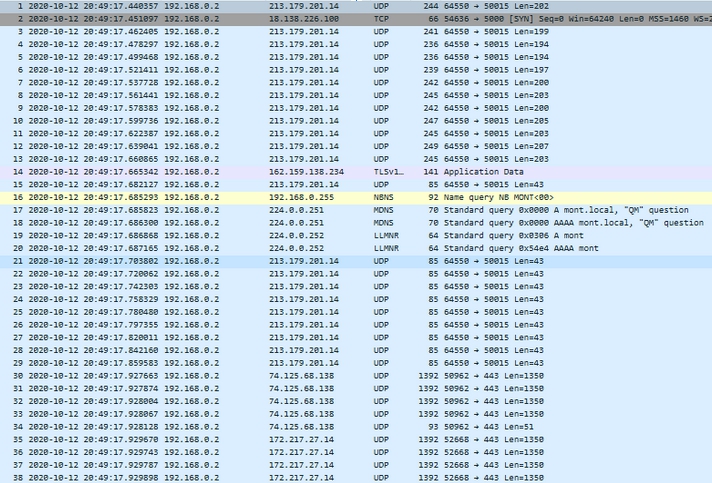 1 2020-10-12 20:49:17.440357 192.168.0.2 213.179.201.14 UDP 244 64550 → 50015 Len=202
2 2020-10-12 20:49:17.451097 192.168.0.2 18.138.226.100 TCP 66 54636 → 5000 [SYN] Seq=0 Win=64240 Len=0 MSS=1460 WS=2
3 2020-10-12 20:49:17.462405 192.168.0.2 213.179.201.14 UDP 241 64550 → 50015 Len=199
4 2020-10-12 20:49:17.478297 192.168.0.2 213.179.201.14 UDP 236 64550 → 50015 Len=194
5 2020-10-12 20:49:17.499468 192.168.0.2 213.179.201.14 UDP 236 64550 → 50015 Len=194
6 2020-10-12 20:49:17.521411 192.168.0.2 213.179.201.14 UDP 239 64550 → 50015 Len=197
7 2020-10-12 20:49:17.537728 192.168.0.2 213.179.201.14 UDP 242 64550 → 50015 Len=200
8 2020-10-12 20:49:17.561441 192.168.0.2 213.179.201.14 UDP 245 64550 → 50015 Len=203
9 2020-10-12 20:49:17.578383 192.168.0.2 213.179.201.14 UDP 242 64550 → 50015 Len=200
10 2020-10-12 20:49:17.599736 192.168.0.2 213.179.201.14 UDP 247 64550 → 50015 Len=205
11 2020-10-12 20:49:17.622387 192.168.0.2 213.179.201.14 UDP 245 64550 → 50015 Len=203
12 2020-10-12 20:49:17.639041 192.168.0.2 213.179.201.14 UDP 249 64550 → 50015 Len=207
13 2020-10-12 20:49:17.660865 192.168.0.2 213.179.201.14 UDP 245 64550 → 50015 Len=203
14 2020-10-12 20:49:17.665342 192.168.0.2 162.159.138.234 TLSv1… 141 Application Data
15 2020-10-12 20:49:17.682127 192.168.0.2 213.179.201.14 UDP 85 64550 → 50015 Len=43
16 2020-10-12 20:49:17.685293 192.168.0.2 192.168.0.255 NBNS 92 Name query NB MONT<00>
17 2020-10-12 20:49:17.685823 192.168.0.2 224.0.0.251 MDNS 70 Standard query 0x0000 A mont.local, "QM" question
18 2020-10-12 20:49:17.686300 192.168.0.2 224.0.0.251 MDNS 70 Standard query 0x0000 AAAA mont.local, "QM" question
19 2020-10-12 20:49:17.686868 192.168.0.2 224.0.0.252 LLMNR 64 Standard query 0x0306 A mont
20 2020-10-12 20:49:17.687165 192.168.0.2 224.0.0.252 LLMNR 64 Standard query 0x54e4 AAAA mont
21 2020-10-12 20:49:17.703802 192.168.0.2 213.179.201.14 UDP 85 64550 → 50015 Len=43
22 2020-10-12 20:49:17.720062 192.168.0.2 213.179.201.14 UDP 85 64550 → 50015 Len=43
23 2020-10-12 20:49:17.742303 192.168.0.2 213.179.201.14 UDP 85 64550 → 50015 Len=43
24 2020-10-12 20:49:17.758329 192.168.0.2 213.179.201.14 UDP 85 64550 → 50015 Len=43
25 2020-10-12 20:49:17.780480 192.168.0.2 213.179.201.14 UDP 85 64550 → 50015 Len=43
26 2020-10-12 20:49:17.797355 192.168.0.2 213.179.201.14 UDP 85 64550 → 50015 Len=43
27 2020-10-12 20:49:17.820011 192.168.0.2 213.179.201.14 UDP 85 64550 → 50015 Len=43
28 2020-10-12 20:49:17.842160 192.168.0.2 213.179.201.14 UDP 85 64550 → 50015 Len=43
29 2020-10-12 20:49:17.859583 192.168.0.2 213.179.201.14 UDP 85 64550 → 50015 Len=43
30 2020-10-12 20:49:17.927663 192.168.0.2 74.125.68.138 UDP 1392 50962 → 443 Len=1350
31 2020-10-12 20:49:17.927874 192.168.0.2 74.125.68.138 UDP 1392 50962 → 443 Len=1350
32 2020-10-12 20:49:17.928004 192.168.0.2 74.125.68.138 UDP 1392 50962 → 443 Len=1350
33 2020-10-12 20:49:17.928067 192.168.0.2 74.125.68.138 UDP 1392 50962 → 443 Len=1350
34 2020-10-12 20:49:17.928128 192.168.0.2 74.125.68.138 UDP 93 50962 → 443 Len=51
35 2020-10-12 20:49:17.929670 192.168.0.2 172.217.27.14 UDP 1392 52668 → 443 Len=1350
36 2020-10-12 20:49:17.929743 192.168.0.2 172.217.27.14 UDP 1392 52668 → 443 Len=1350
37 2020-10-12 20:49:17.929787 192.168.0.2 172.217.27.14 UDP 1392 52668 → 443 Len=1350
38 2020-10-12 20:49:17.929898 192.168.0.2 172.217.27.14 UDP 1392 52668 → 443 Len=1350